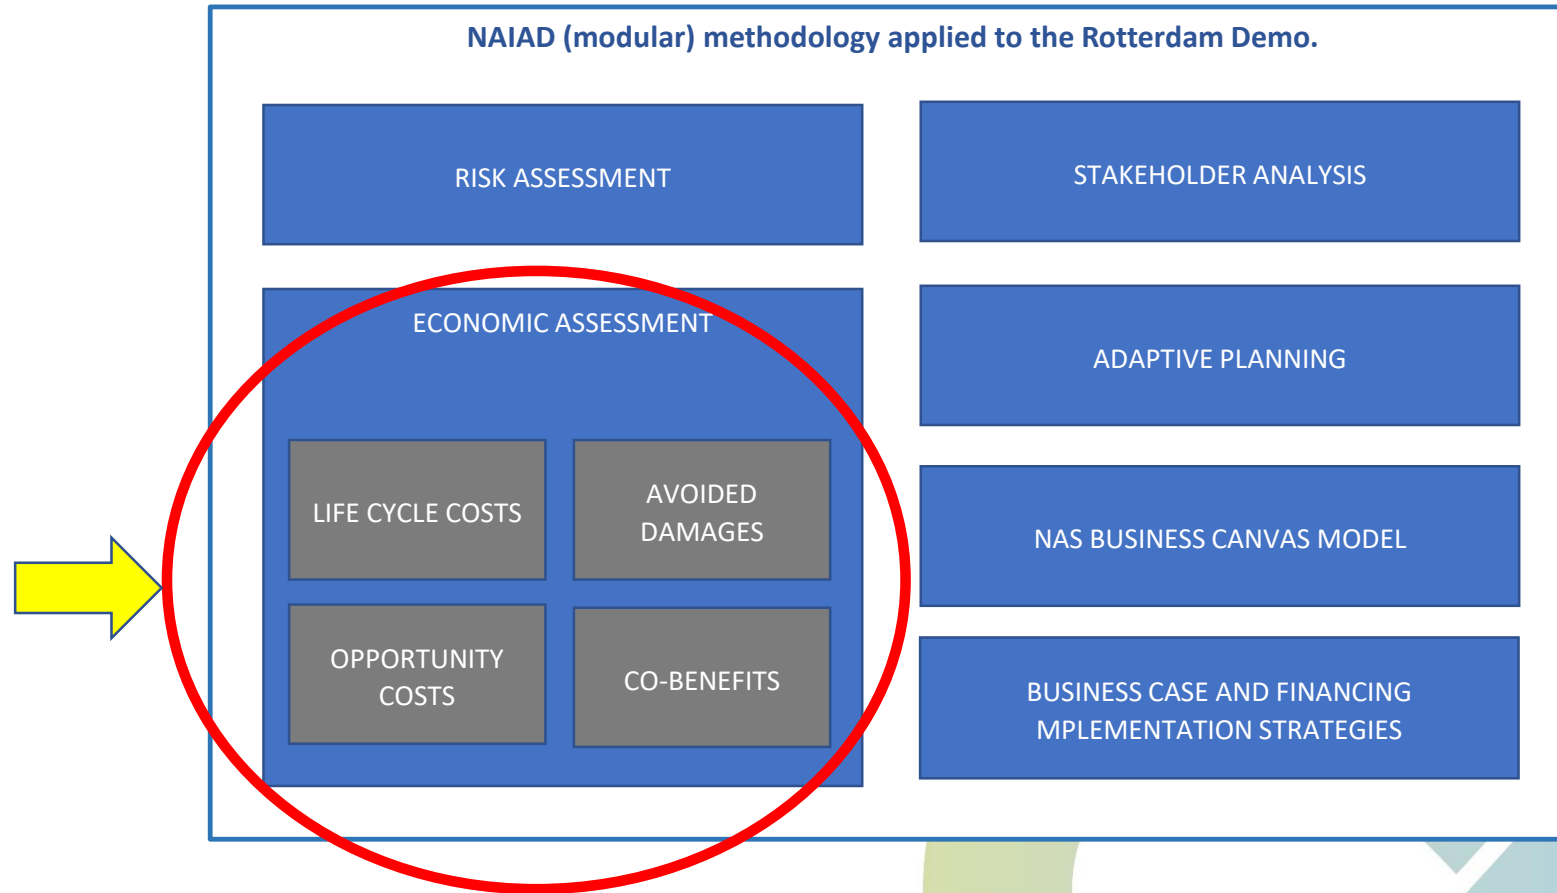 NAIAD (modular) methodology applied to the Rotterdam Demo.
RISK ASSESSMENT
ECONOMIC ASSESSMENT
LIFE CYCLE COSTS
AVOIDED
DAMAGES
OPPORTUNITY
COSTS
CO-BENEFITS
STAKEHOLDER ANALYSIS
ADAPTIVE PLANNING
NAS BUSINESS CANVAS MODEL
BUSINESS CASE AND FINANCING
MPLEMENTATION STRATEGIES